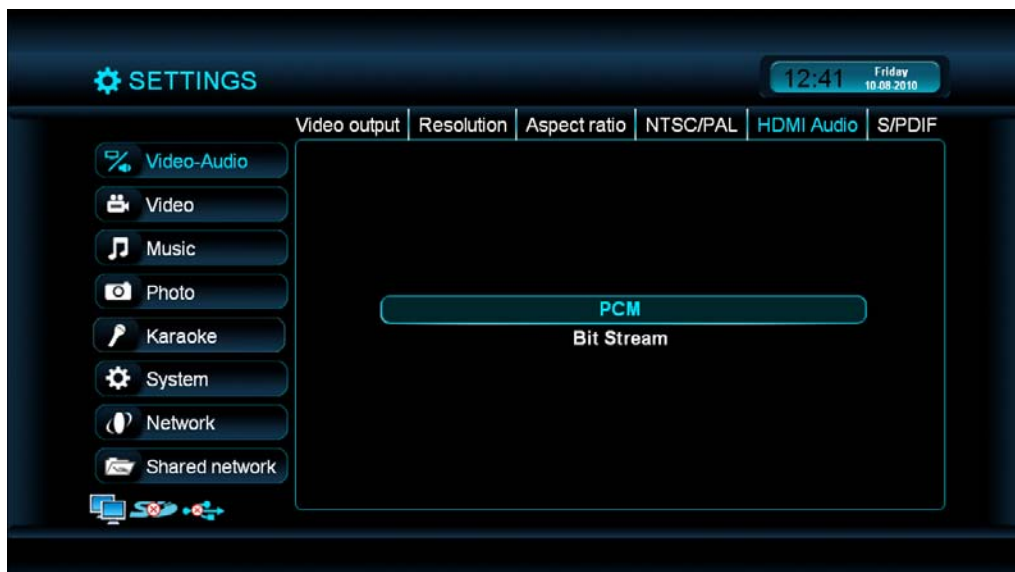 SETTINGS
12:41
Friday
10-08-2010
Video output
Resolution
Aspect ratio
NTSC/PAL
HDMI Audio
S/PDIF
Video-Audio
Video
Music
Photo
Karaoke
System
Network
Shared network
PCM
Bit Stream